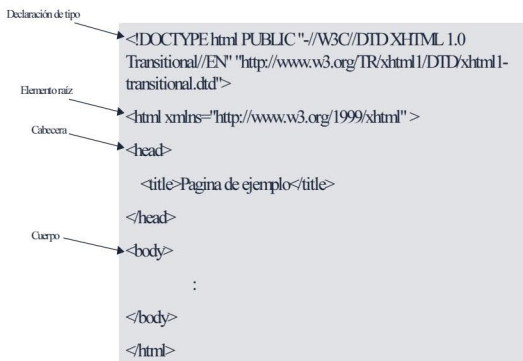 Declaración de tipo
<!DOCTYPE html PUBLIC "-//W3C//DTD XHTML 1.0
Transitional//EN" "http://www.w3.org/TR/xhtml1/DTD/xhtml1-
transitional.dtd">
Elemento raíz
<html xmlns="http://www.w3.org/1999/xhtml" >
Cabecera
<head>
<title>Pagina de ejemplo</title>
</head>
Cuerpo
<body>
:
</body>
</html>